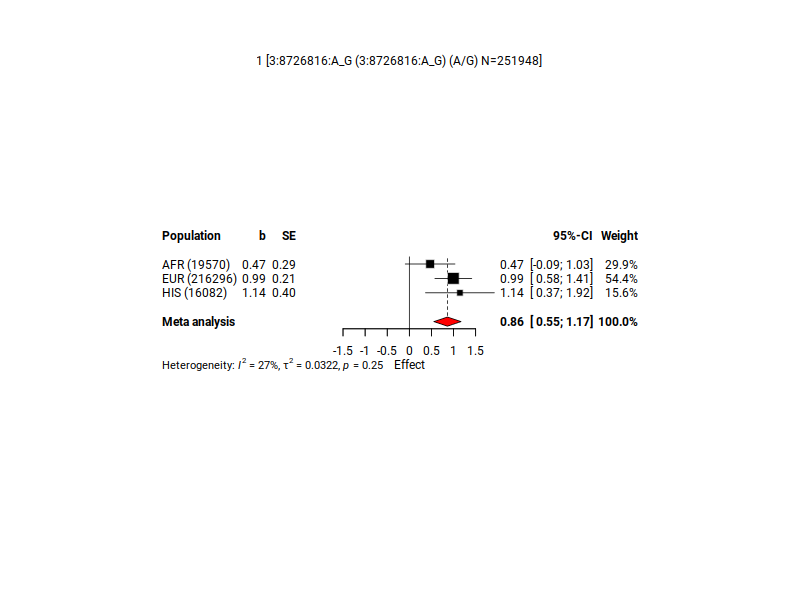 1 [3:8726816:A_G (3:8726816:A_G) (A/G) N=251948]
Population b SE 95%-CI Weight
AFR (19570) 0.47 0.29 0.47 [-0.09; 1.03] 29.9%
EUR (216296) 0.99 0.21 0.99 [ 0.58; 1.41] 54.4%
HIS (16082) 1.14 0.40 1.14 [ 0.37; 1.92] 15.6%
Meta analysis 0.86 [ 0.55; 1.17] 100.0%
-1.5 -1 -0.5 0 0.5 1 1.5
Heterogeneity: I² = 27%, τ² = 0.0322, p = 0.25 Effect